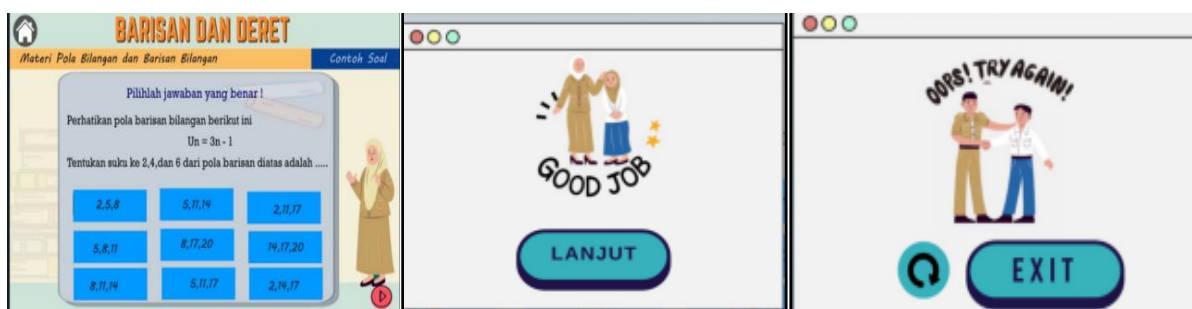 BARISAN DAN DERET
Materi Pola Bilangan dan Barisan Bilangan
Contoh Soal
Pilihlah jawaban yang benar !
Perhatikan pola barisan bilangan berikut ini
Un = 3n - 1
Tentukan suku ke 2,4,dan 6 dari pola barisan diatas adalah .....
2,5,8
5,11,14
2,11,17
5,8,11
8,17,20
14,17,20
8,11,14
5,11,17
2,14,17
GOOD JOB
LANJUT
OOPS! TRY AGAIN!
EXIT